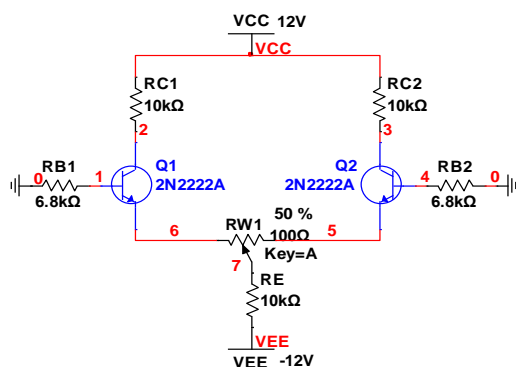 VCC 12V
VCC
RC1
10kΩ
RC2
10kΩ
2
3
RB1
0
1
6.8kΩ
Q1
2N2222A
Q2
2N2222A
4
RB2
0
6.8kΩ
6
RW1
50 %
100Ω
Key=A
5
7
RE
10kΩ
VEE
VEE -12V